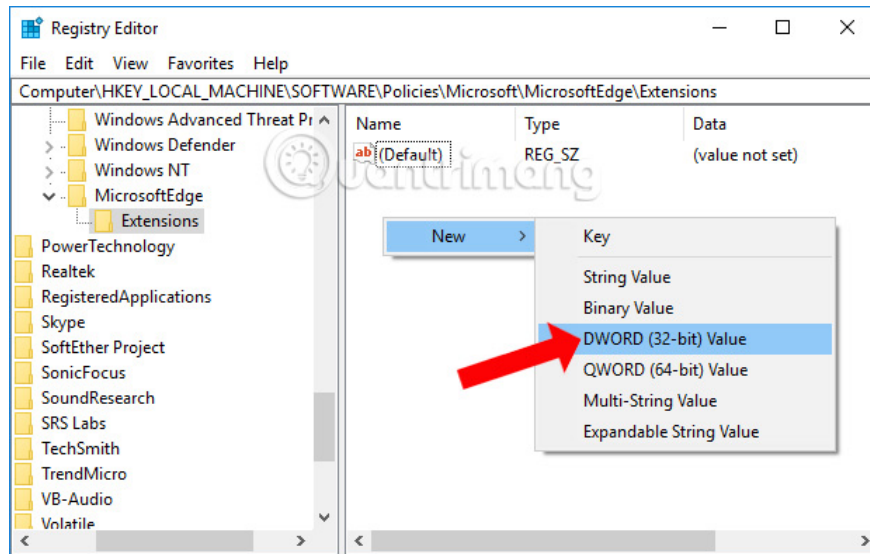 Registry Editor
File Edit View Favorites Help
Computer\HKEY_LOCAL_MACHINE\SOFTWARE\Policies\Microsoft\MicrosoftEdge\Extensions
Windows Advanced Threat Pr
Windows Defender
Windows NT
MicrosoftEdge
Extensions
PowerTechnology
Realtek
RegisteredApplications
Skype
SoftEther Project
SonicFocus
SoundResearch
SRS Labs
TechSmith
TrendMicro
VB-Audio
Volatile
Name Type Data
ab (Default) REG_SZ (value not set)
Quantrimang
New
Key
String Value
Binary Value
DWORD (32-bit) Value
QWORD (64-bit) Value
Multi-String Value
Expandable String Value